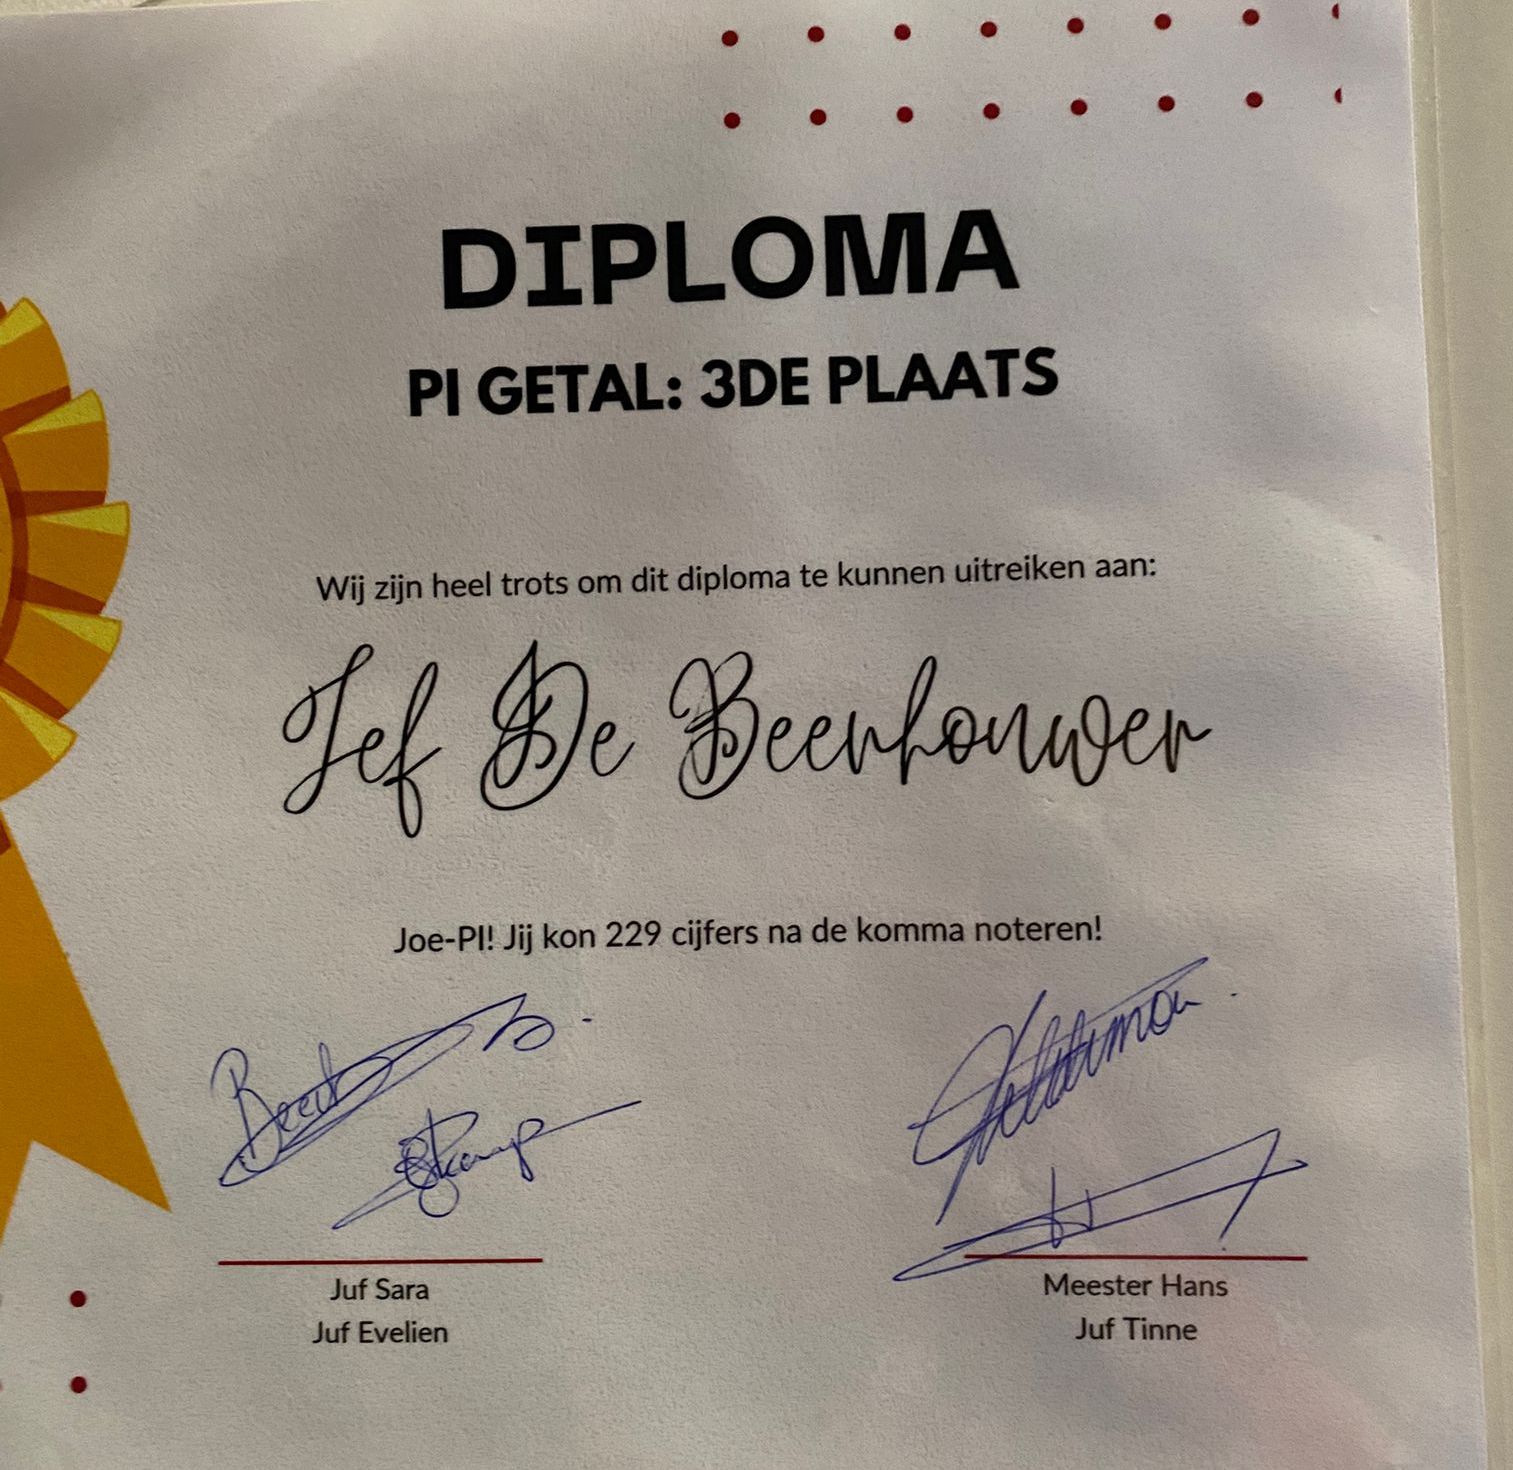 DIPLOMA
PI GETAL: 3DE PLAATS
Wij zijn heel trots om dit diploma te kunnen uitreiken aan:
Jef De Beenhouwer
Joe-PI! Jij kon 229 cijfers na de komma noteren!
Juf Sara
Juf Evelien
Meester Hans
Juf Tinne